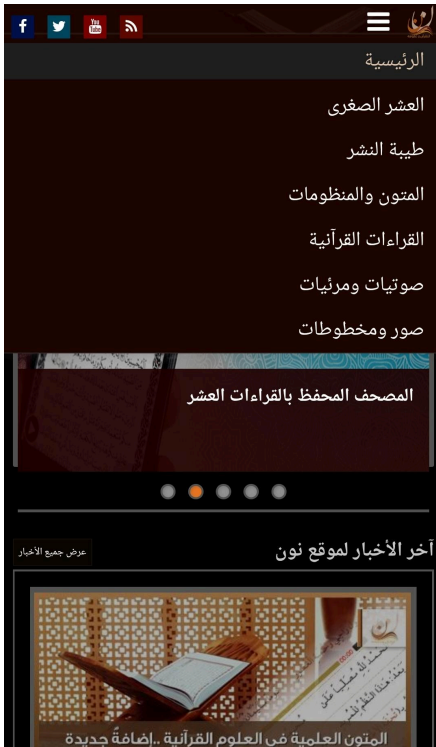 الرئيسية
العشر الصغرى
طيبة النشر
المتون والمنظومات
القراءات القرآنية
صوتيات ومرئيات
صور ومخطوطات
المصحف المحفظ بالقراءات العشر
آخر الأخبار لموقع نون
عرض جميع الأخبار
المتون العلمية في العلوم القرآنية ..إضافةً جديدة